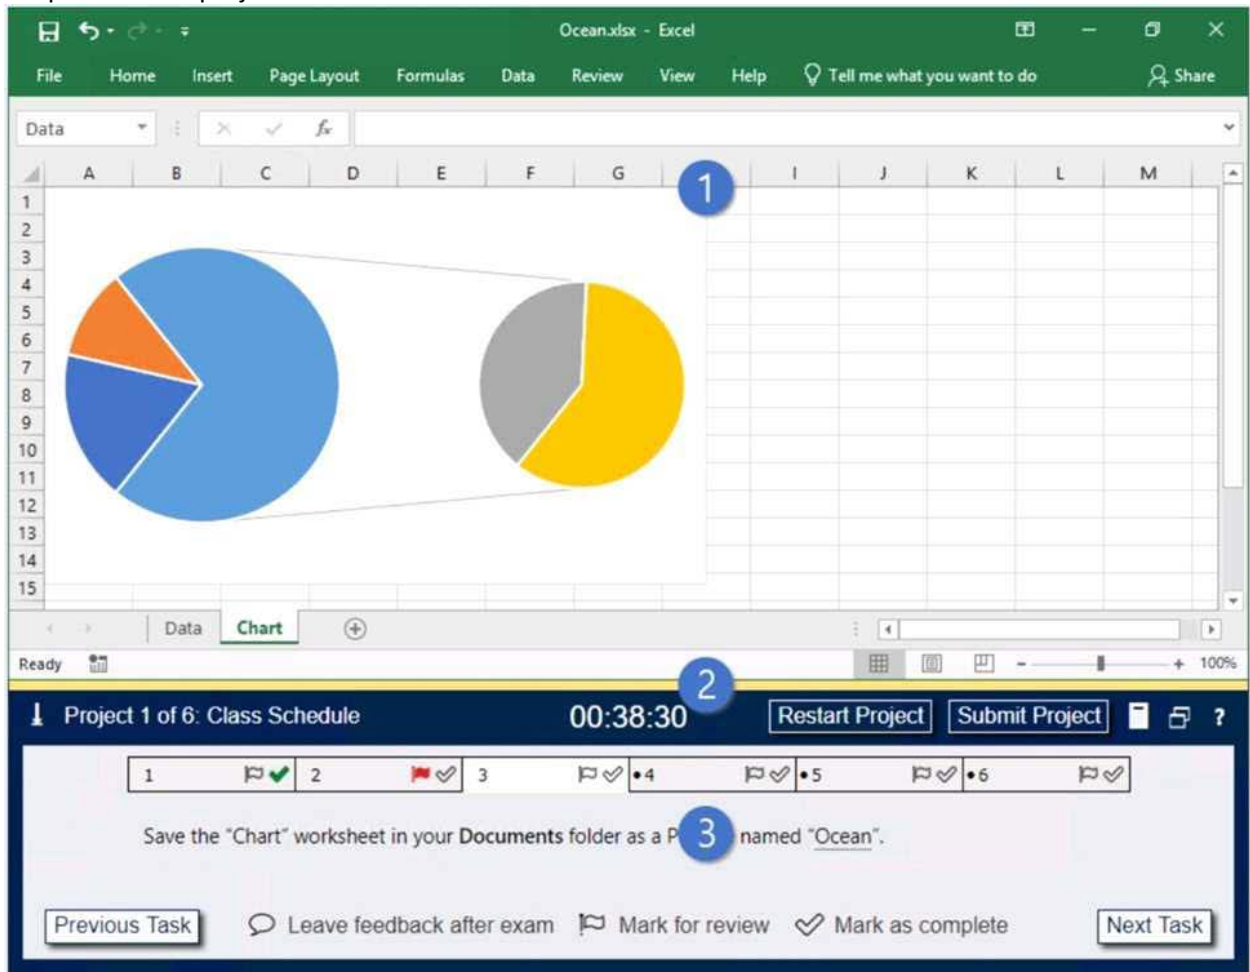 Ocean.xlsx - Excel
File Home Insert Page Layout Formulas Data Review View Help Tell me what you want to do Share
Data fx
A B C D E F G I J K L M
1
2
3
4
5
6
7
8
9
10
11
12
13
14
15
1
Data Chart
Ready 100%
2
Project 1 of 6: Class Schedule 00:38:30 Restart Project Submit Project ?
1 2 3 •4 •5 •6
Save the "Chart" worksheet in your Documents folder as a named "Ocean".
3
Previous Task Leave feedback after exam Mark for review Mark as complete Next Task